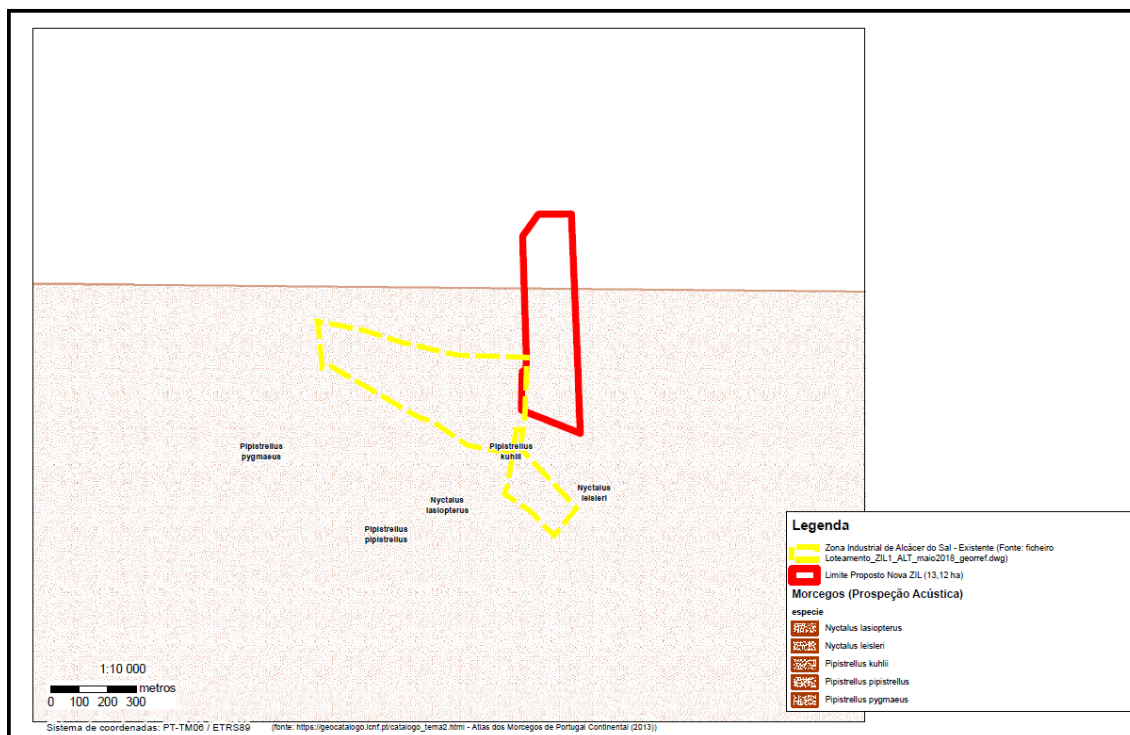 Pipistrellus
pygmaeus
Pipistrellus
kuhlii
Nyctalus
leisleri
Nyctalus
lasiopterus
Pipistrellus
pipistrellus
Legenda
Zona Industrial de Alcácer do Sal - Existente (Fonte: ficheiro
Loteamento_ZIL1_ALT_maio2018_georref.dwg)
Limite Proposto Nova ZIL (13,12 ha)
Morcegos (Prospeção Acústica)
especie
Nyctalus lasiopterus
Nyctalus leisleri
Pipistrellus kuhlii
Pipistrellus pipistrellus
Pipistrellus pygmaeus
1:10 000
metros
0 100 200 300
Sistema de coordenadas: PT-TM06 / ETRS89 (fonte: https://geocatalogo.icnf.pt/catalogo_tema2.html - Atlas dos Morcegos de Portugal Continental (2013))